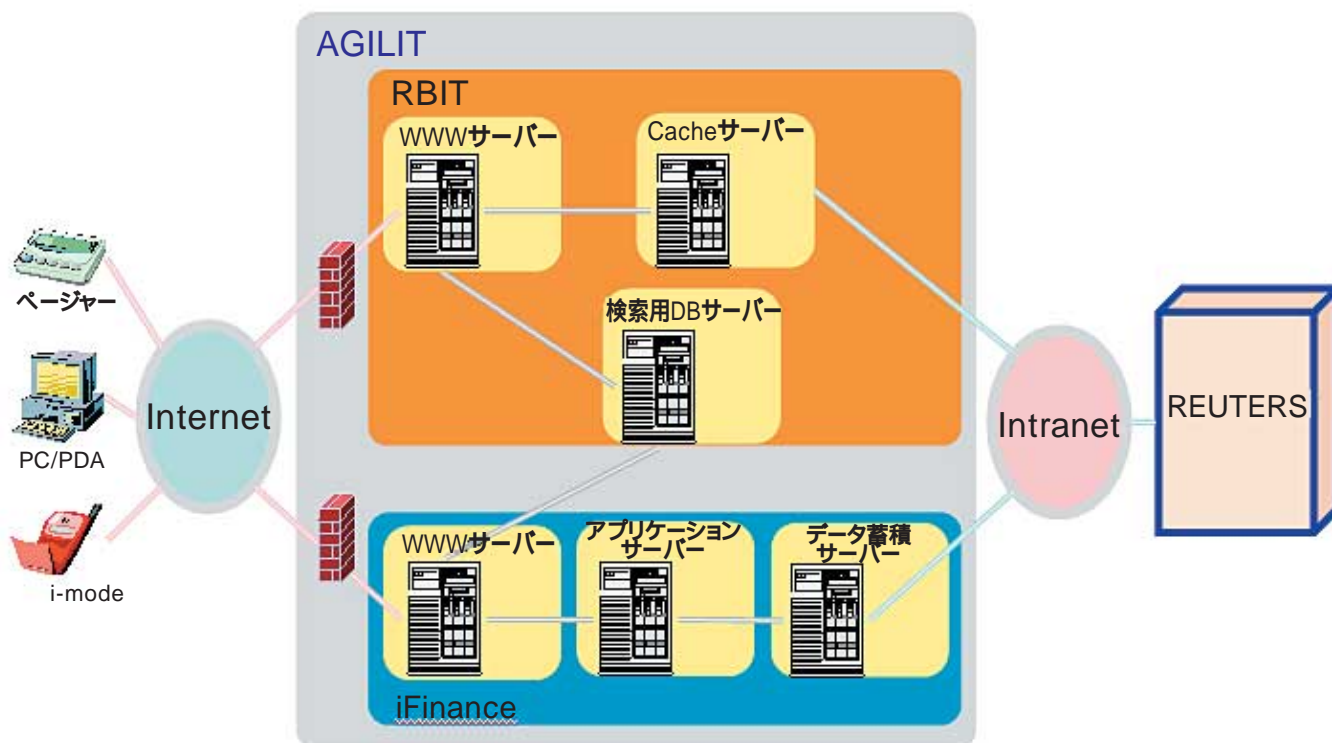 AGILIT
RBIT
WWWサーバー
Cacheサーバー
検索用DBサーバー
ページャー
PC/PDA
i-mode
Internet
Intranet
REUTERS
WWWサーバー
アプリケーション
サーバー
データ蓄積
サーバー
iFinance